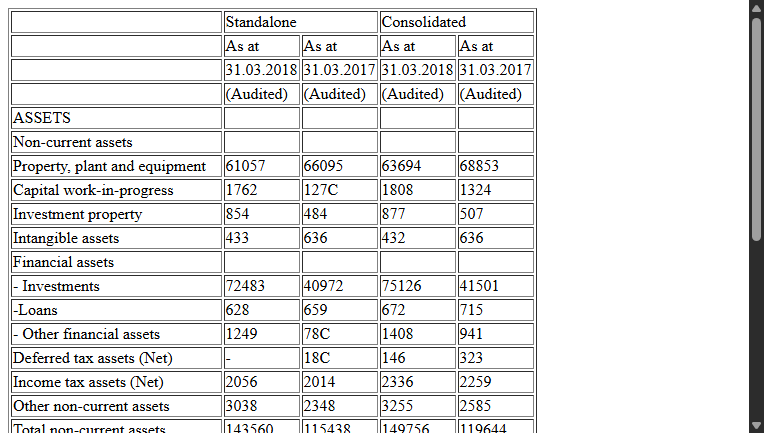 Standalone Consolidated
As at As at As at As at
31.03.2018 31.03.2017 31.03.2018 31.03.2017
(Audited) (Audited) (Audited) (Audited)
ASSETS
Non-current assets
Property, plant and equipment 61057 66095 63694 68853
Capital work-in-progress 1762 127C 1808 1324
Investment property 854 484 877 507
Intangible assets 433 636 432 636
Financial assets
- Investments 72483 40972 75126 41501
-Loans 628 659 672 715
- Other financial assets 1249 78C 1408 941
Deferred tax assets (Net) - 18C 146 323
Income tax assets (Net) 2056 2014 2336 2259
Other non-current assets 3038 2348 3255 2585
Total non-current assets 143560 115438 149756 119644